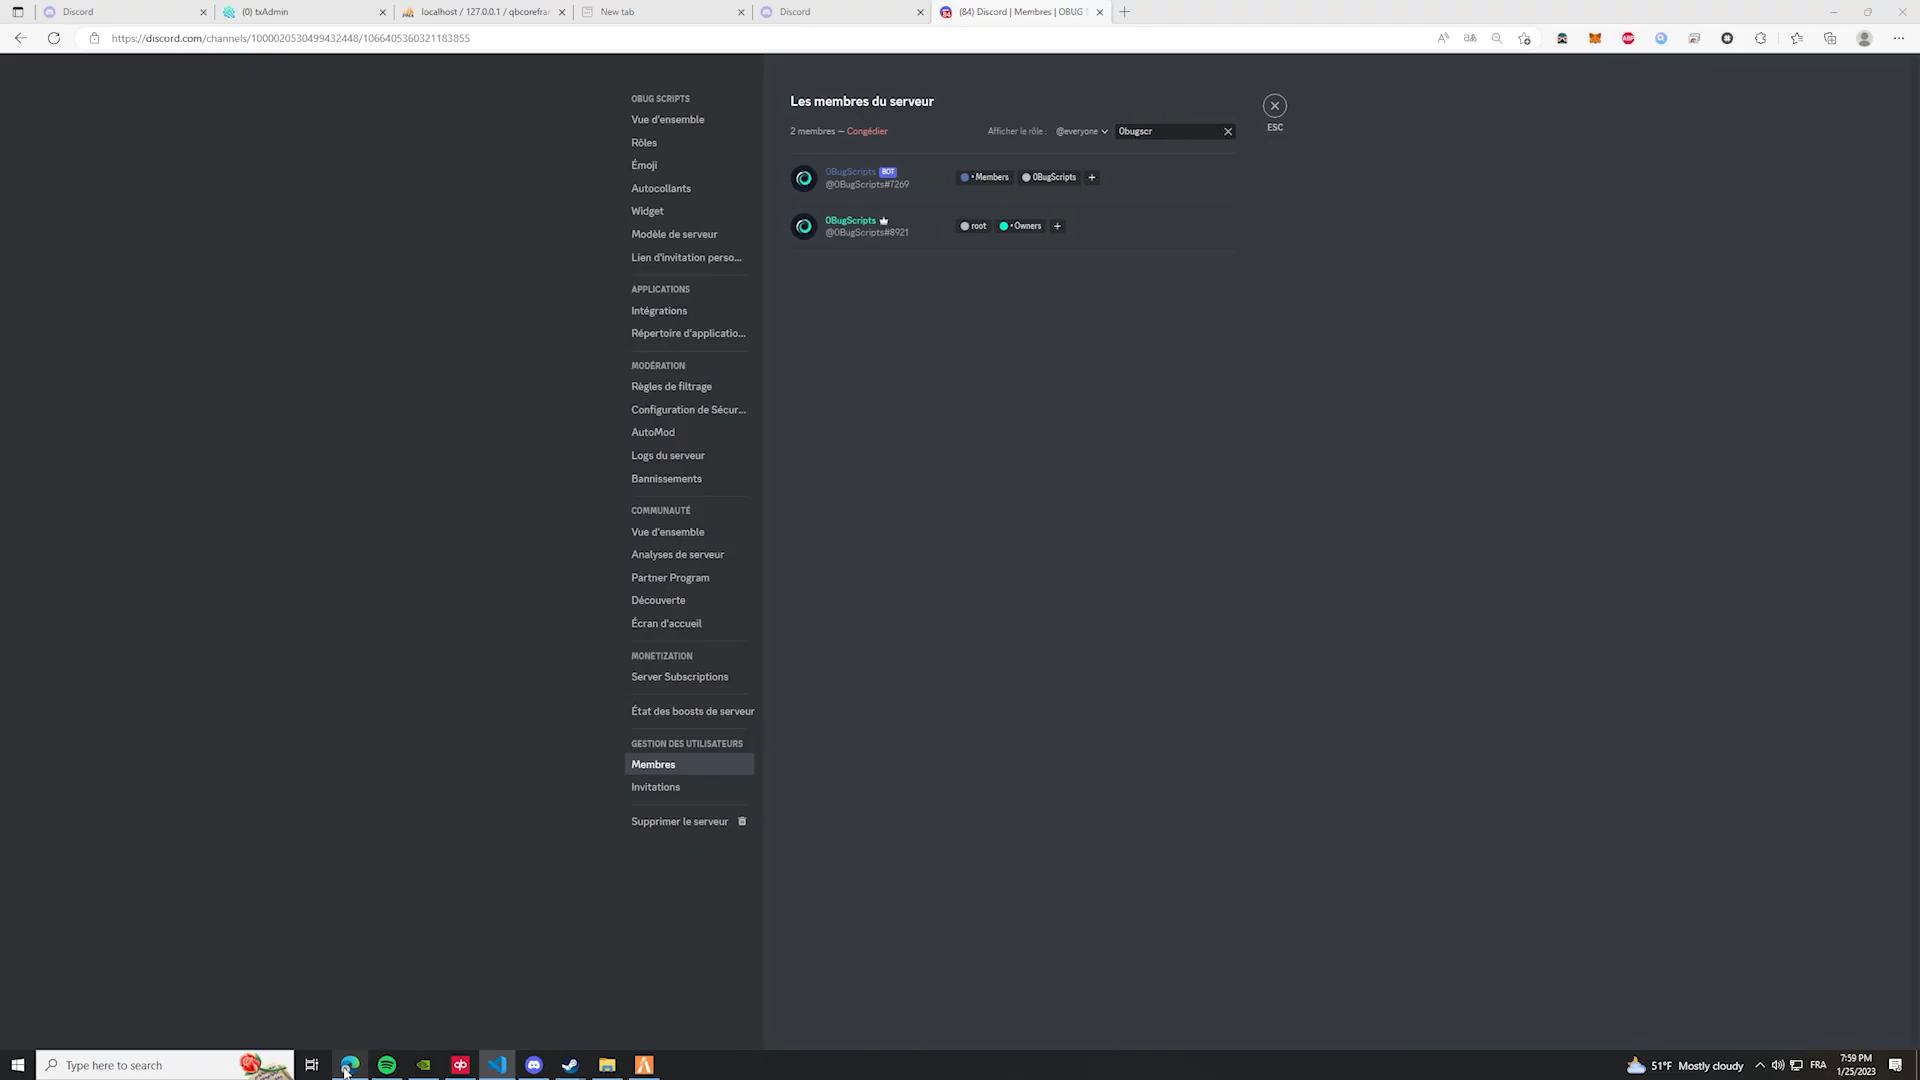 Discord
(0) txAdmin
localhost / 127.0.0.1 / qbcorefra
New tab
Discord
(84) Discord | Membres | OBUG
https://discord.com/channels/1000020530499432448/1066405360321183855
OBUG SCRIPTS
Vue d'ensemble
Rôles
Émoji
Autocollants
Widget
Modèle de serveur
Lien d'invitation perso...
APPLICATIONS
Intégrations
Répertoire d'applicatio...
MODÉRATION
Règles de filtrage
Configuration de Sécur...
AutoMod
Logs du serveur
Bannissements
COMMUNAUTÉ
Vue d'ensemble
Analyses de serveur
Partner Program
Découverte
Écran d'accueil
MONETIZATION
Server Subscriptions
État des boosts de serveur
GESTION DES UTILISATEURS
Membres
Invitations
Supprimer le serveur
Les membres du serveur
2 membres — Congédier
Afficher le rôle : @everyone
0bugscr
ESC
0BugScripts BOT
@0BugScripts#7269
• Members
0BugScripts
+
0BugScripts
@0BugScripts#8921
root
• Owners
+
Type here to search
51°F Mostly cloudy
FRA
7:59 PM
1/25/2023